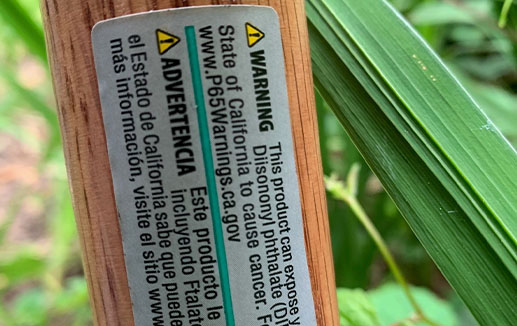 WARNING This product can expose
Diisononyl phthalate
State of California to cause cancer.
www.P65Warnings.ca.gov
ADVERTENCIA Este producto le
incluyendo
el Estado de California sabe que puede
más información, visite el sitio